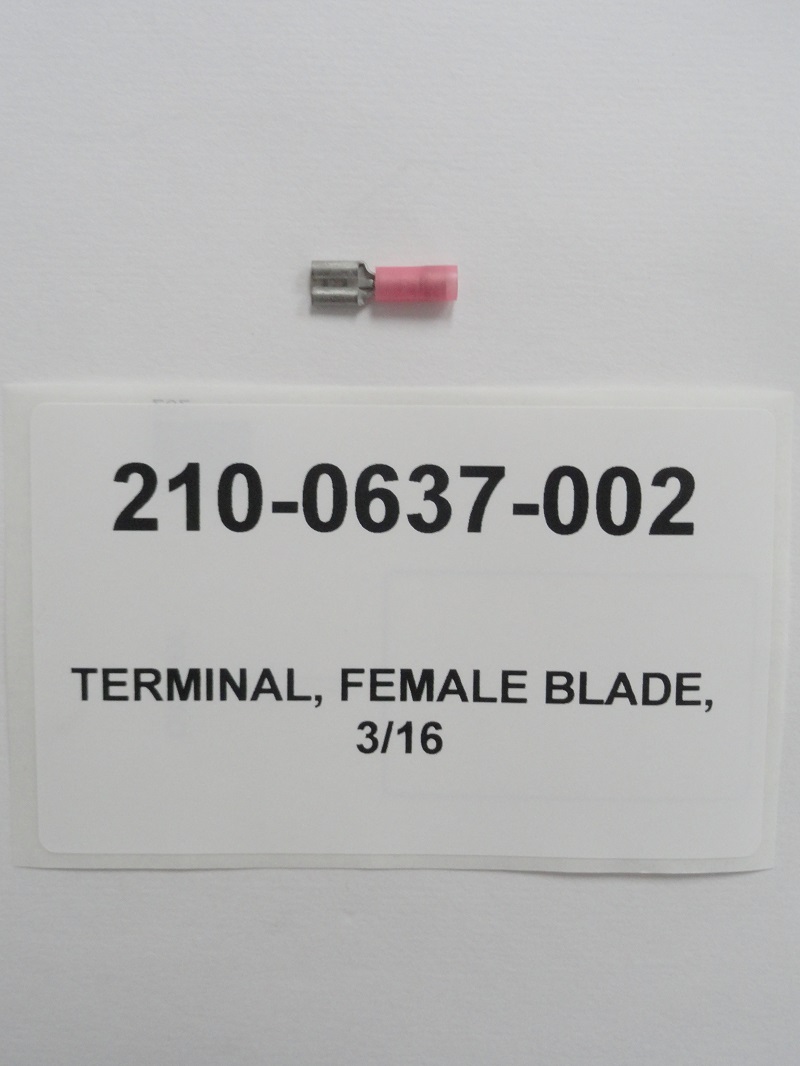 210-0637-002
TERMINAL, FEMALE BLADE,
3/16